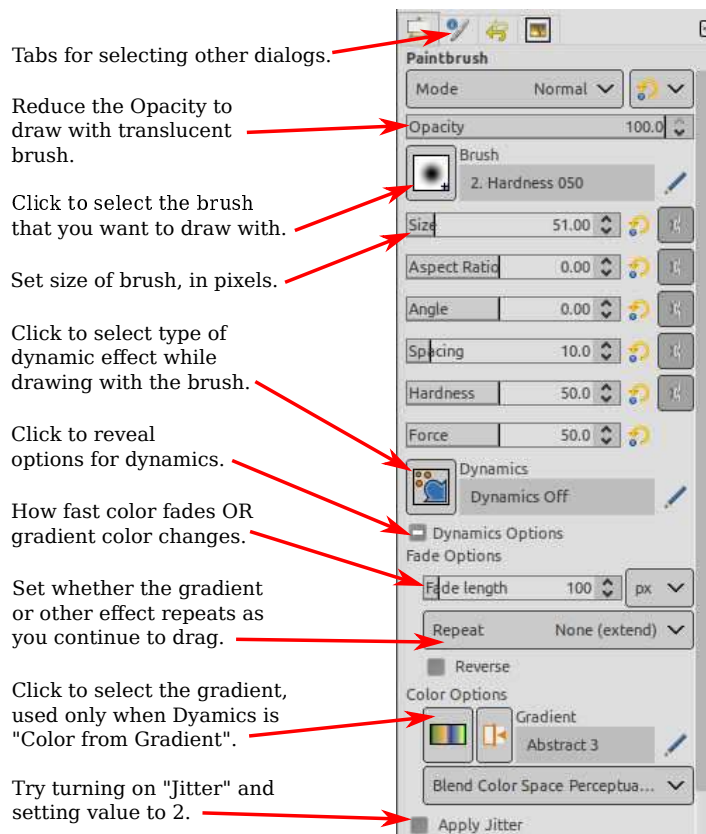 Tabs for selecting other dialogs.
Reduce the Opacity to
draw with translucent
brush.
Click to select the brush
that you want to draw with.
Set size of brush, in pixels.
Click to select type of
dynamic effect while
drawing with the brush.
Click to reveal
options for dynamics.
How fast color fades OR
gradient color changes.
Set whether the gradient
or other effect repeats as
you continue to drag.
Click to select the gradient,
used only when Dyamics is
"Color from Gradient".
Try turning on "Jitter" and
setting value to 2.
Paintbrush
Mode Normal
Opacity 100.0
Brush
2. Hardness 050
Size 51.00
Aspect Ratio 0.00
Angle 0.00
Spacing 10.0
Hardness 50.0
Force 50.0
Dynamics
Dynamics Off
Dynamics Options
Fade Options
Fade length 100 px
Repeat None (extend)
Reverse
Color Options
Gradient
Abstract 3
Blend Color Space Perceptua...
Apply Jitter